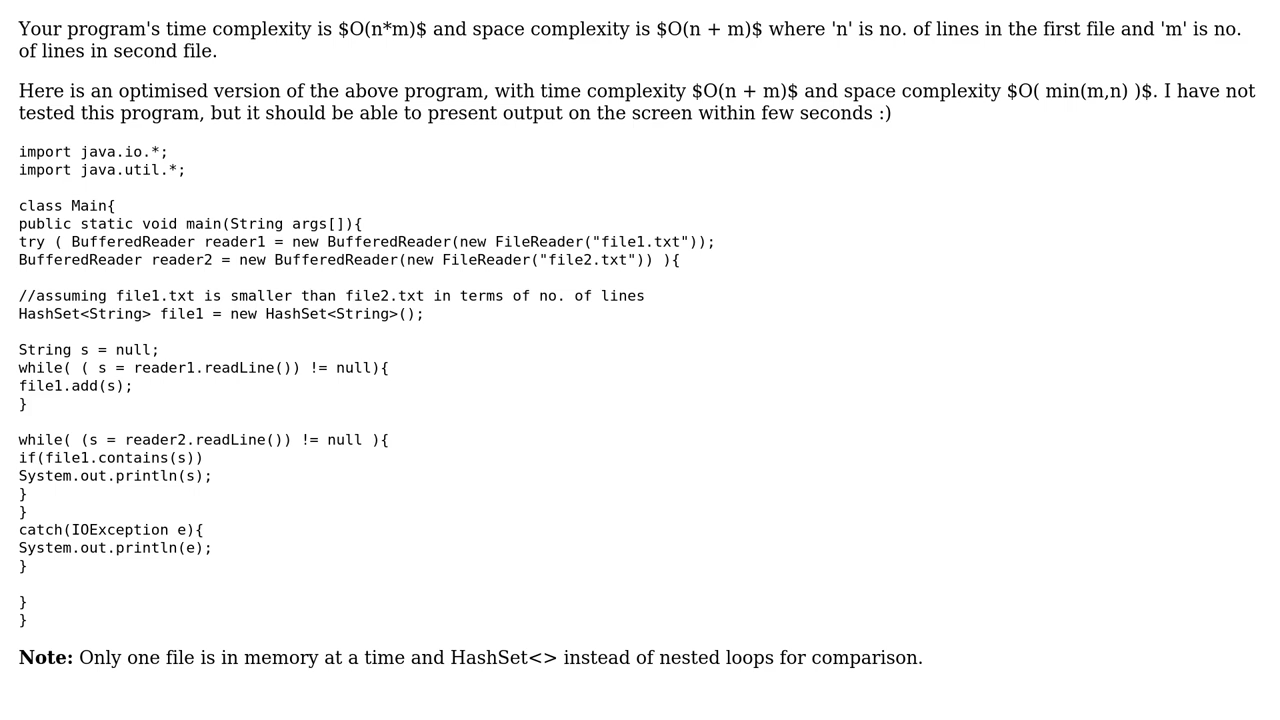 Your program's time complexity is $O(n*m)$ and space complexity is $O(n + m)$ where 'n' is no. of lines in the first file and 'm' is no.
of lines in second file.
Here is an optimised version of the above program, with time complexity $O(n + m)$ and space complexity $O( min(m,n) )$. I have not
tested this program, but it should be able to present output on the screen within few seconds :)
import java.io.*;
import java.util.*;
class Main{
public static void main(String args[]){
try ( BufferedReader reader1 = new BufferedReader(new FileReader("file1.txt"));
BufferedReader reader2 = new BufferedReader(new FileReader("file2.txt")) ){
//assuming file1.txt is smaller than file2.txt in terms of no. of lines
HashSet<String> file1 = new HashSet<String>();
String s = null;
while( ( s = reader1.readLine()) != null){
file1.add(s);
}
while( (s = reader2.readLine()) != null ){
if(file1.contains(s))
System.out.println(s);
}
}
catch(IOException e){
System.out.println(e);
}
}
}
Note: Only one file is in memory at a time and HashSet<> instead of nested loops for comparison.